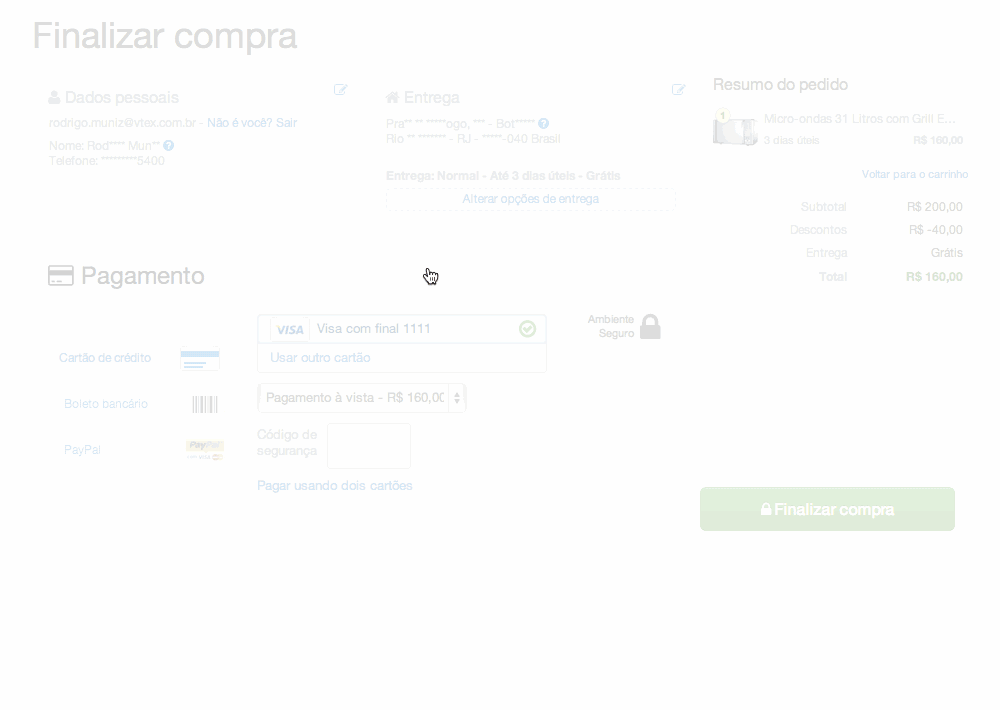 Finalizar compra
Dados pessoais
rodrigo.muniz@vtex.com.br - Não é você? Sair
Nome: Rod**** Mun** ?
Telefone: *********5400
Entrega
Pra** ** *****ogo, *** - Bot***** ?
Rio ** ******* - RJ - *****-040 Brasil
Entrega: Normal - Até 3 dias úteis - Grátis
Alterar opções de entrega
Resumo do pedido
1
Micro-ondas 31 Litros com Grill E...
3 dias úteis R$ 160,00
Voltar para o carrinho
Subtotal R$ 200,00
Descontos R$ -40,00
Entrega Grátis
Total R$ 160,00
Pagamento
Cartão de crédito
Boleto bancário
PayPal
PayPal
VISA Visa com final 1111
Usar outro cartão
Pagamento à vista - R$ 160,00
Código de
segurança
Pagar usando dois cartões
Ambiente
Seguro
Finalizar compra